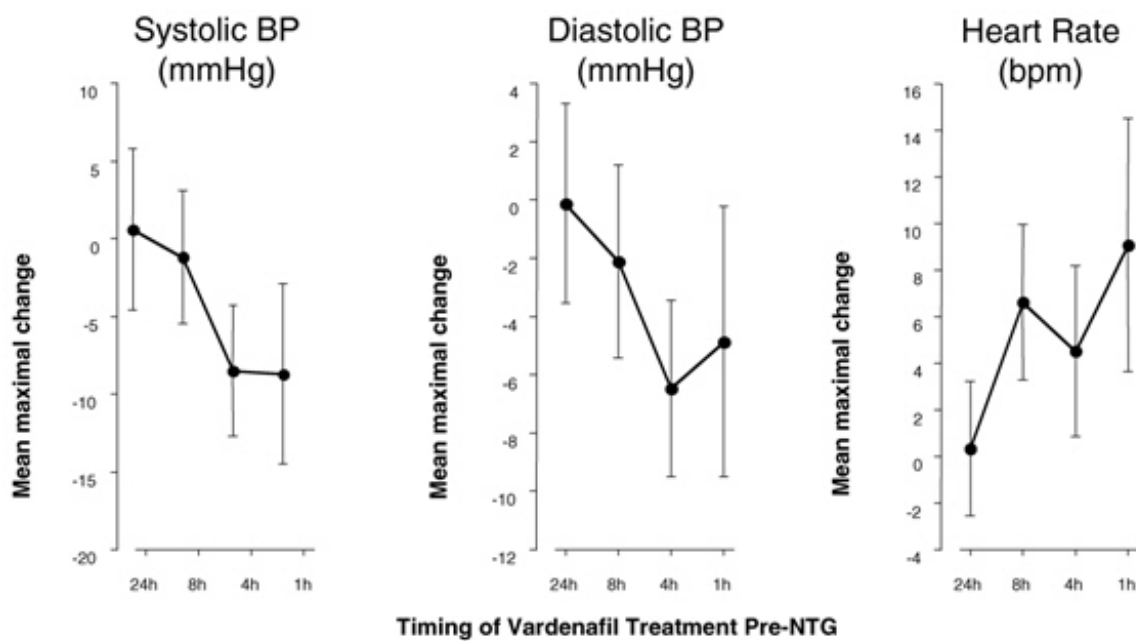 Systolic BP
(mmHg)
10
5
0
-5
-10
-15
-20
Mean maximal change
24h 8h 4h 1h
Diastolic BP
(mmHg)
4
2
0
-2
-4
-6
-8
-10
-12
Mean maximal change
24h 8h 4h 1h
Heart Rate
(bpm)
16
14
12
10
8
6
4
2
0
-2
-4
Mean maximal change
24h 8h 4h 1h
Timing of Vardenafil Treatment Pre-NTG